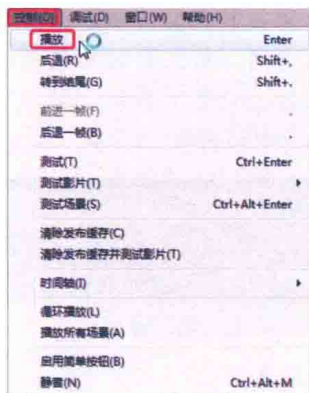 控制(O) 调试(D) 窗口(W) 帮助(H)
播放 Enter
后退(R) Shift+,
转到结尾(G) Shift+.
前进一帧(F) .
后退一帧(B) ,
测试(T) Ctrl+Enter
测试影片(T)
测试场景(S) Ctrl+Alt+Enter
清除发布缓存(C)
清除发布缓存并测试影片(T)
时间轴(I)
循环播放(L)
播放所有场景(A)
启用简单按钮(B)
静音(N) Ctrl+Alt+M